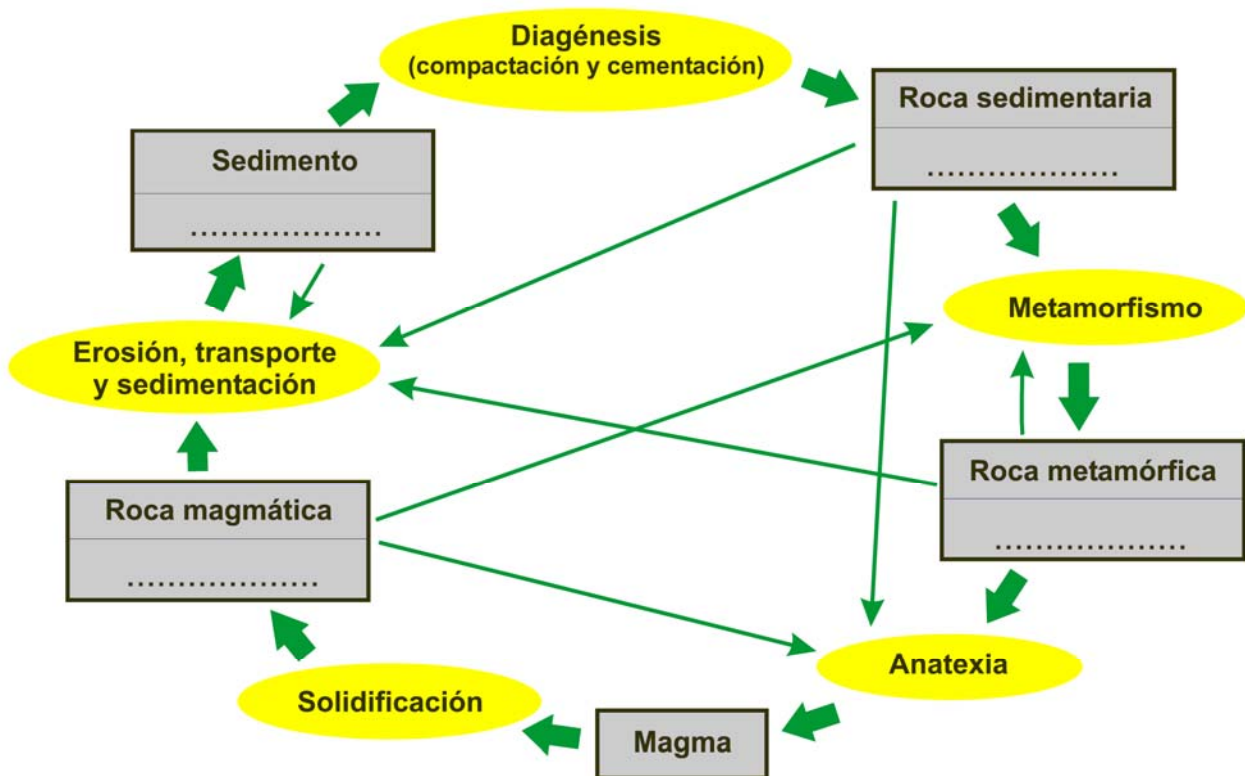 Diagénesis
(compactación y cementación)
Roca sedimentaria
...................
Sedimento
...................
Metamorfismo
Erosión, transporte
y sedimentación
Roca metamórfica
...................
Roca magmática
...................
Anatexia
Solidificación
Magma